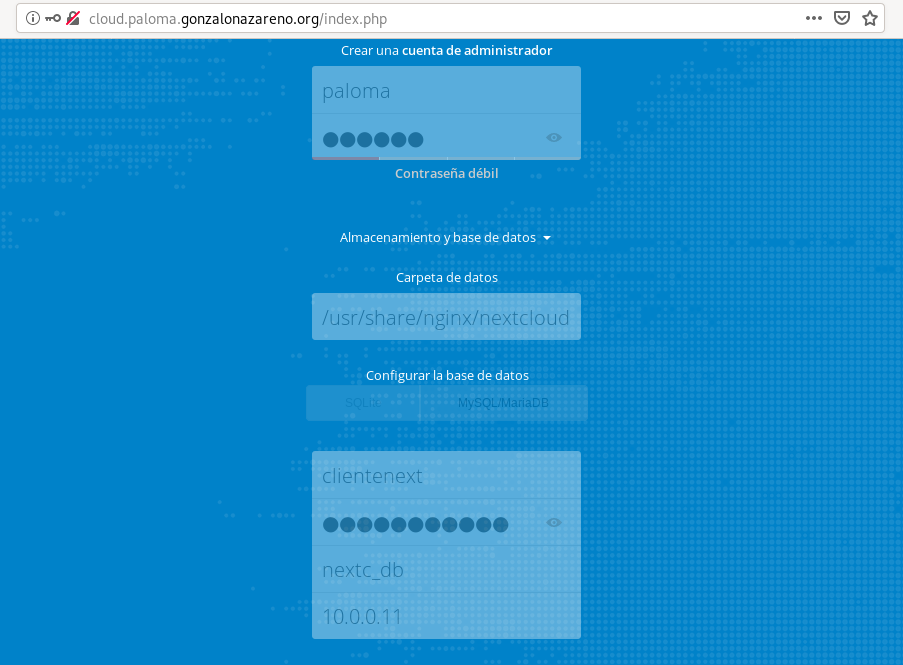 cloud.paloma.gonzalonazareno.org/index.php
Crear una cuenta de administrador
paloma
Contraseña débil
Almacenamiento y base de datos
Carpeta de datos
/usr/share/nginx/nextcloud
Configurar la base de datos
SQLite MySQL/MariaDB
clientenext
nextc_db
10.0.0.11